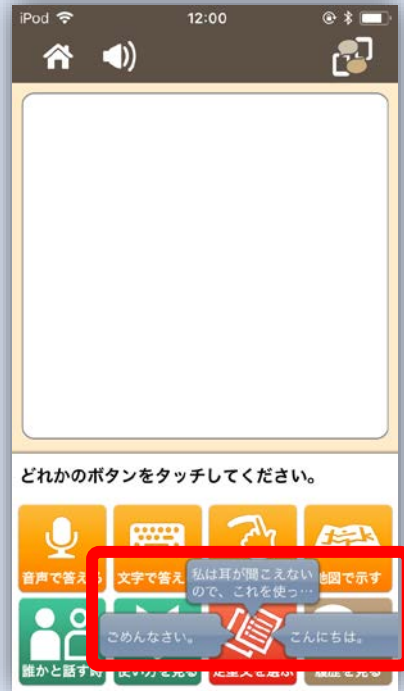 iPod 12:00
どれかのボタンをタッチしてください。
音声で答える 文字で答え 地図で示す
私は耳が聞こえない
ので、これを使っ…
ごめんなさい。 こんにちは。
誰かと話す時 使い方を見る 定型文を選ぶ 履歴を見る